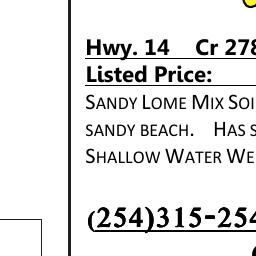 Hwy. 14 Cr 278
Listed Price:
SANDY LOME MIX SOI
SANDY BEACH. HAS S
SHALLOW WATER WE
(254)315-254